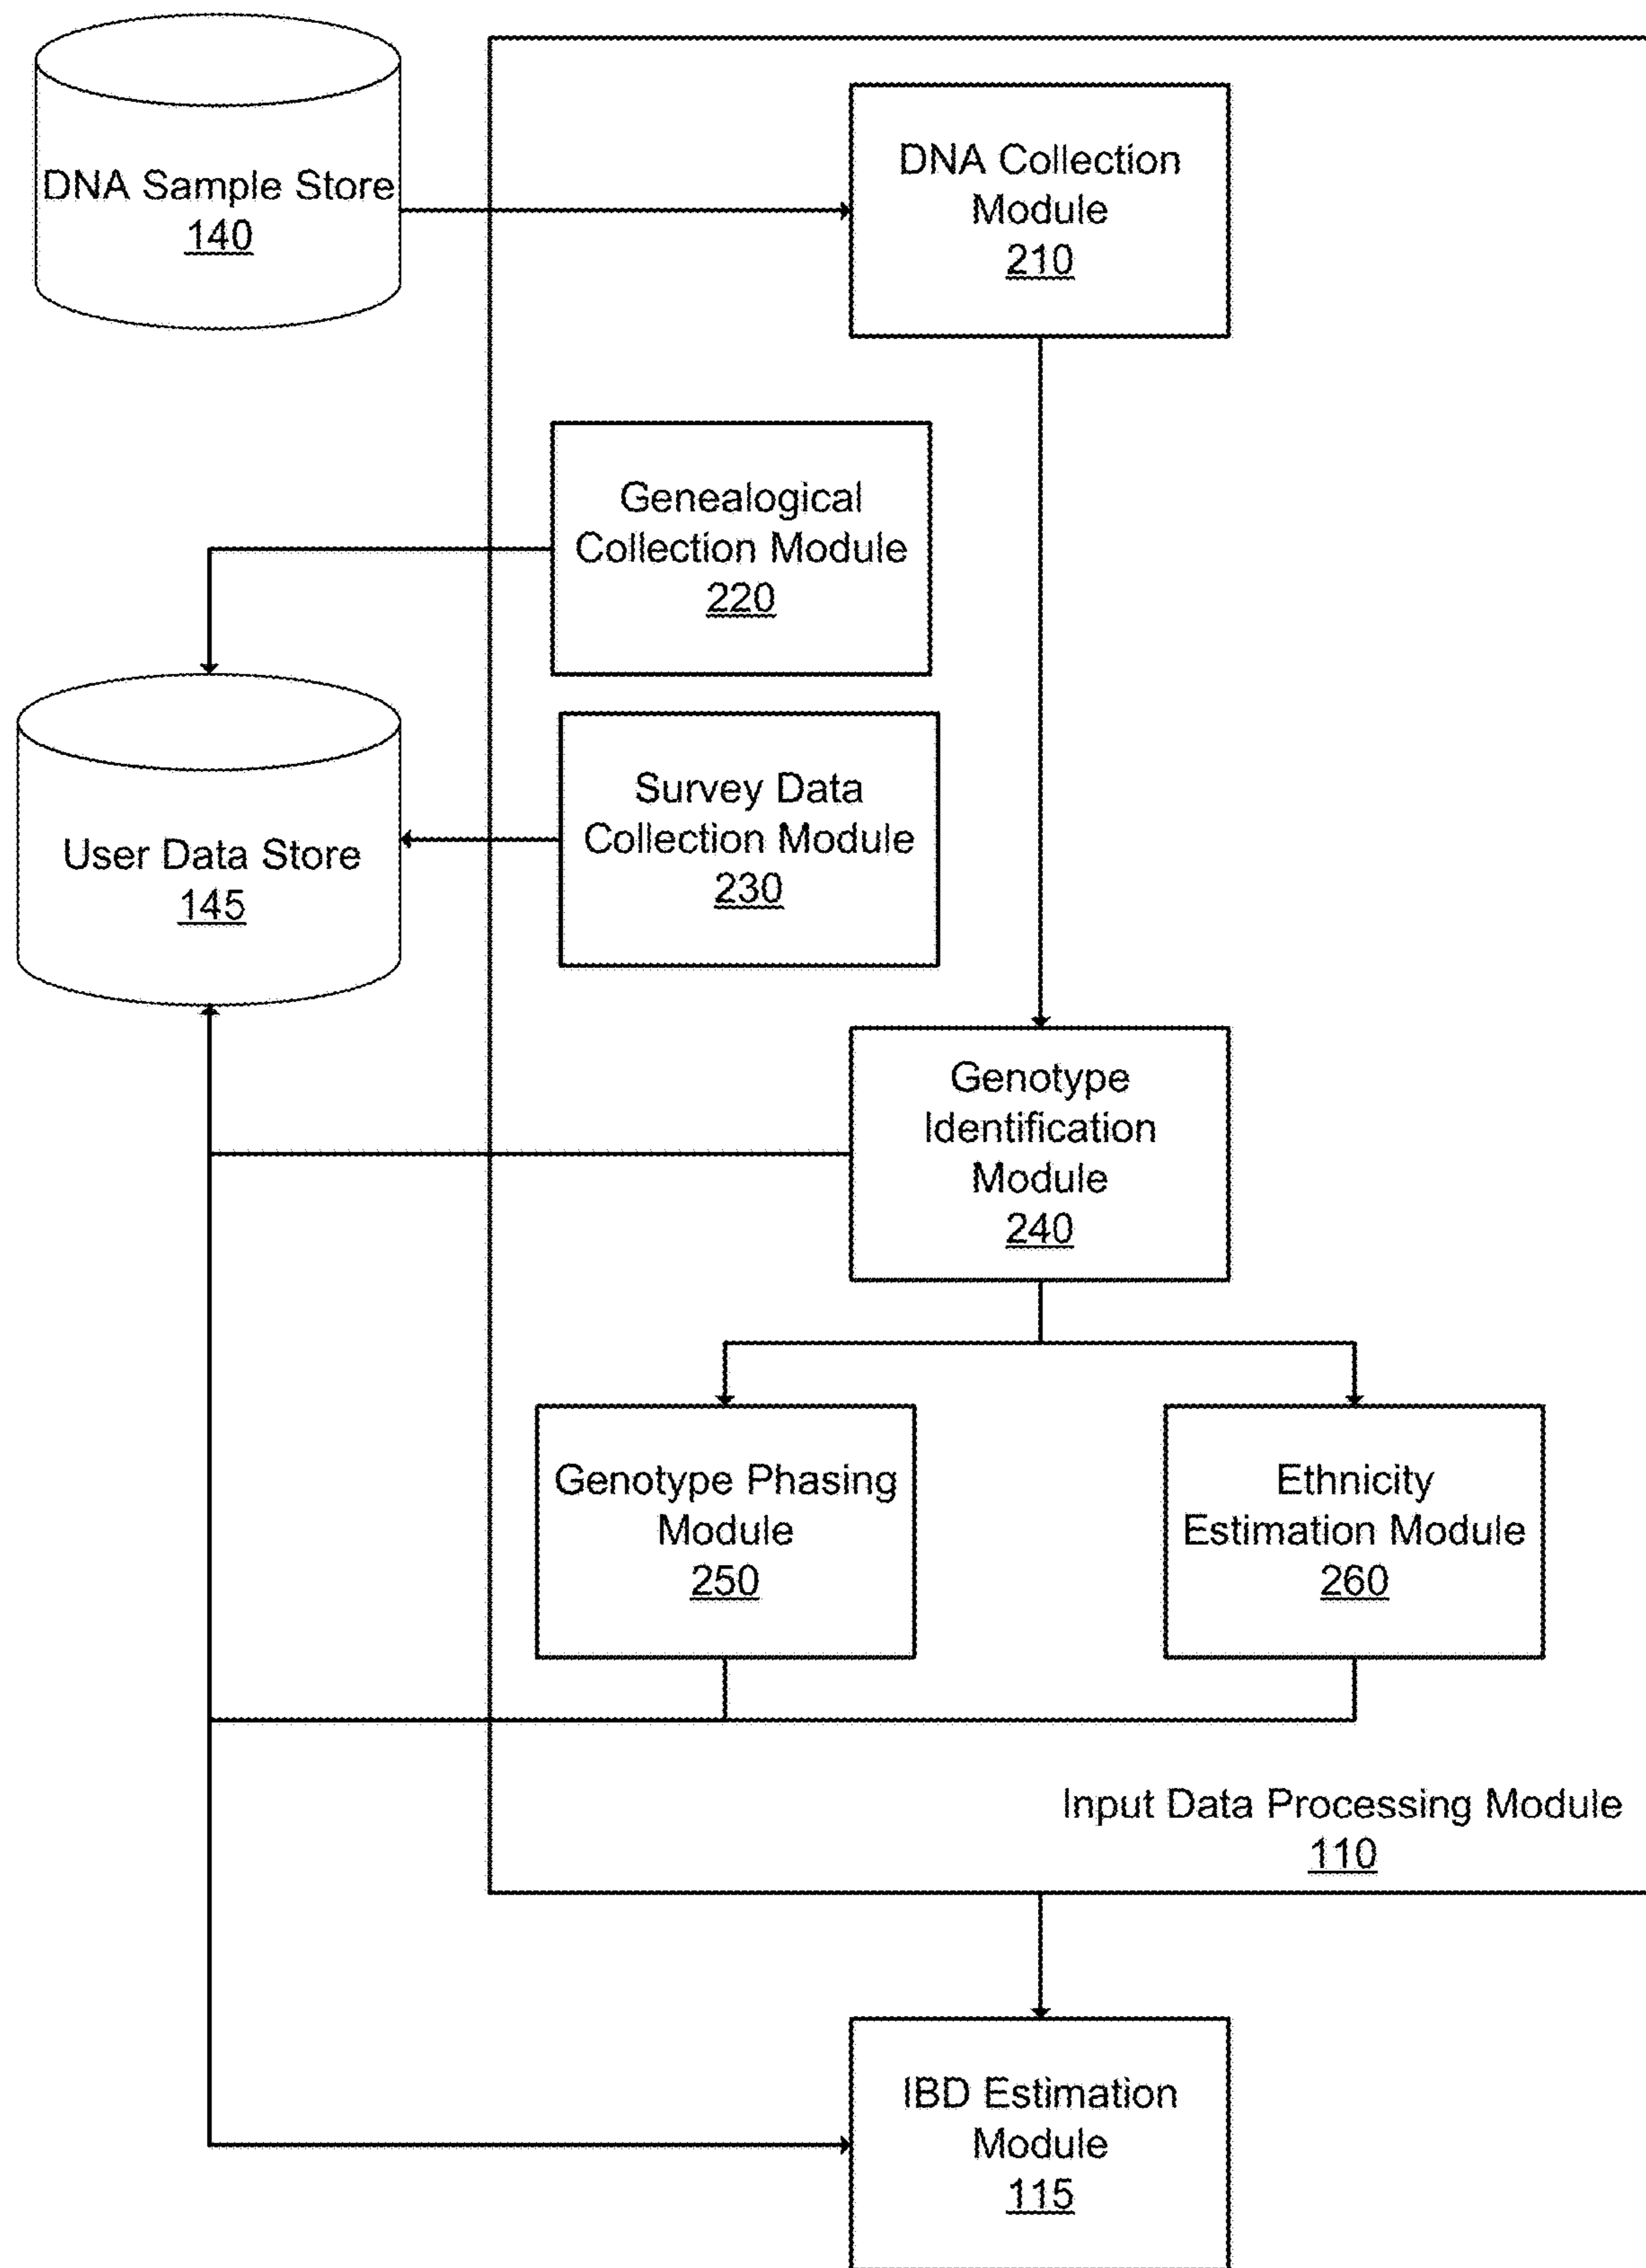 DNA Sample Store
140
DNA Collection
Module
210
Genealogical
Collection Module
220
Survey Data
Collection Module
230
User Data Store
145
Genotype
Identification
Module
240
Genotype Phasing
Module
250
Ethnicity
Estimation Module
260
Input Data Processing Module
110
IBD Estimation
Module
115